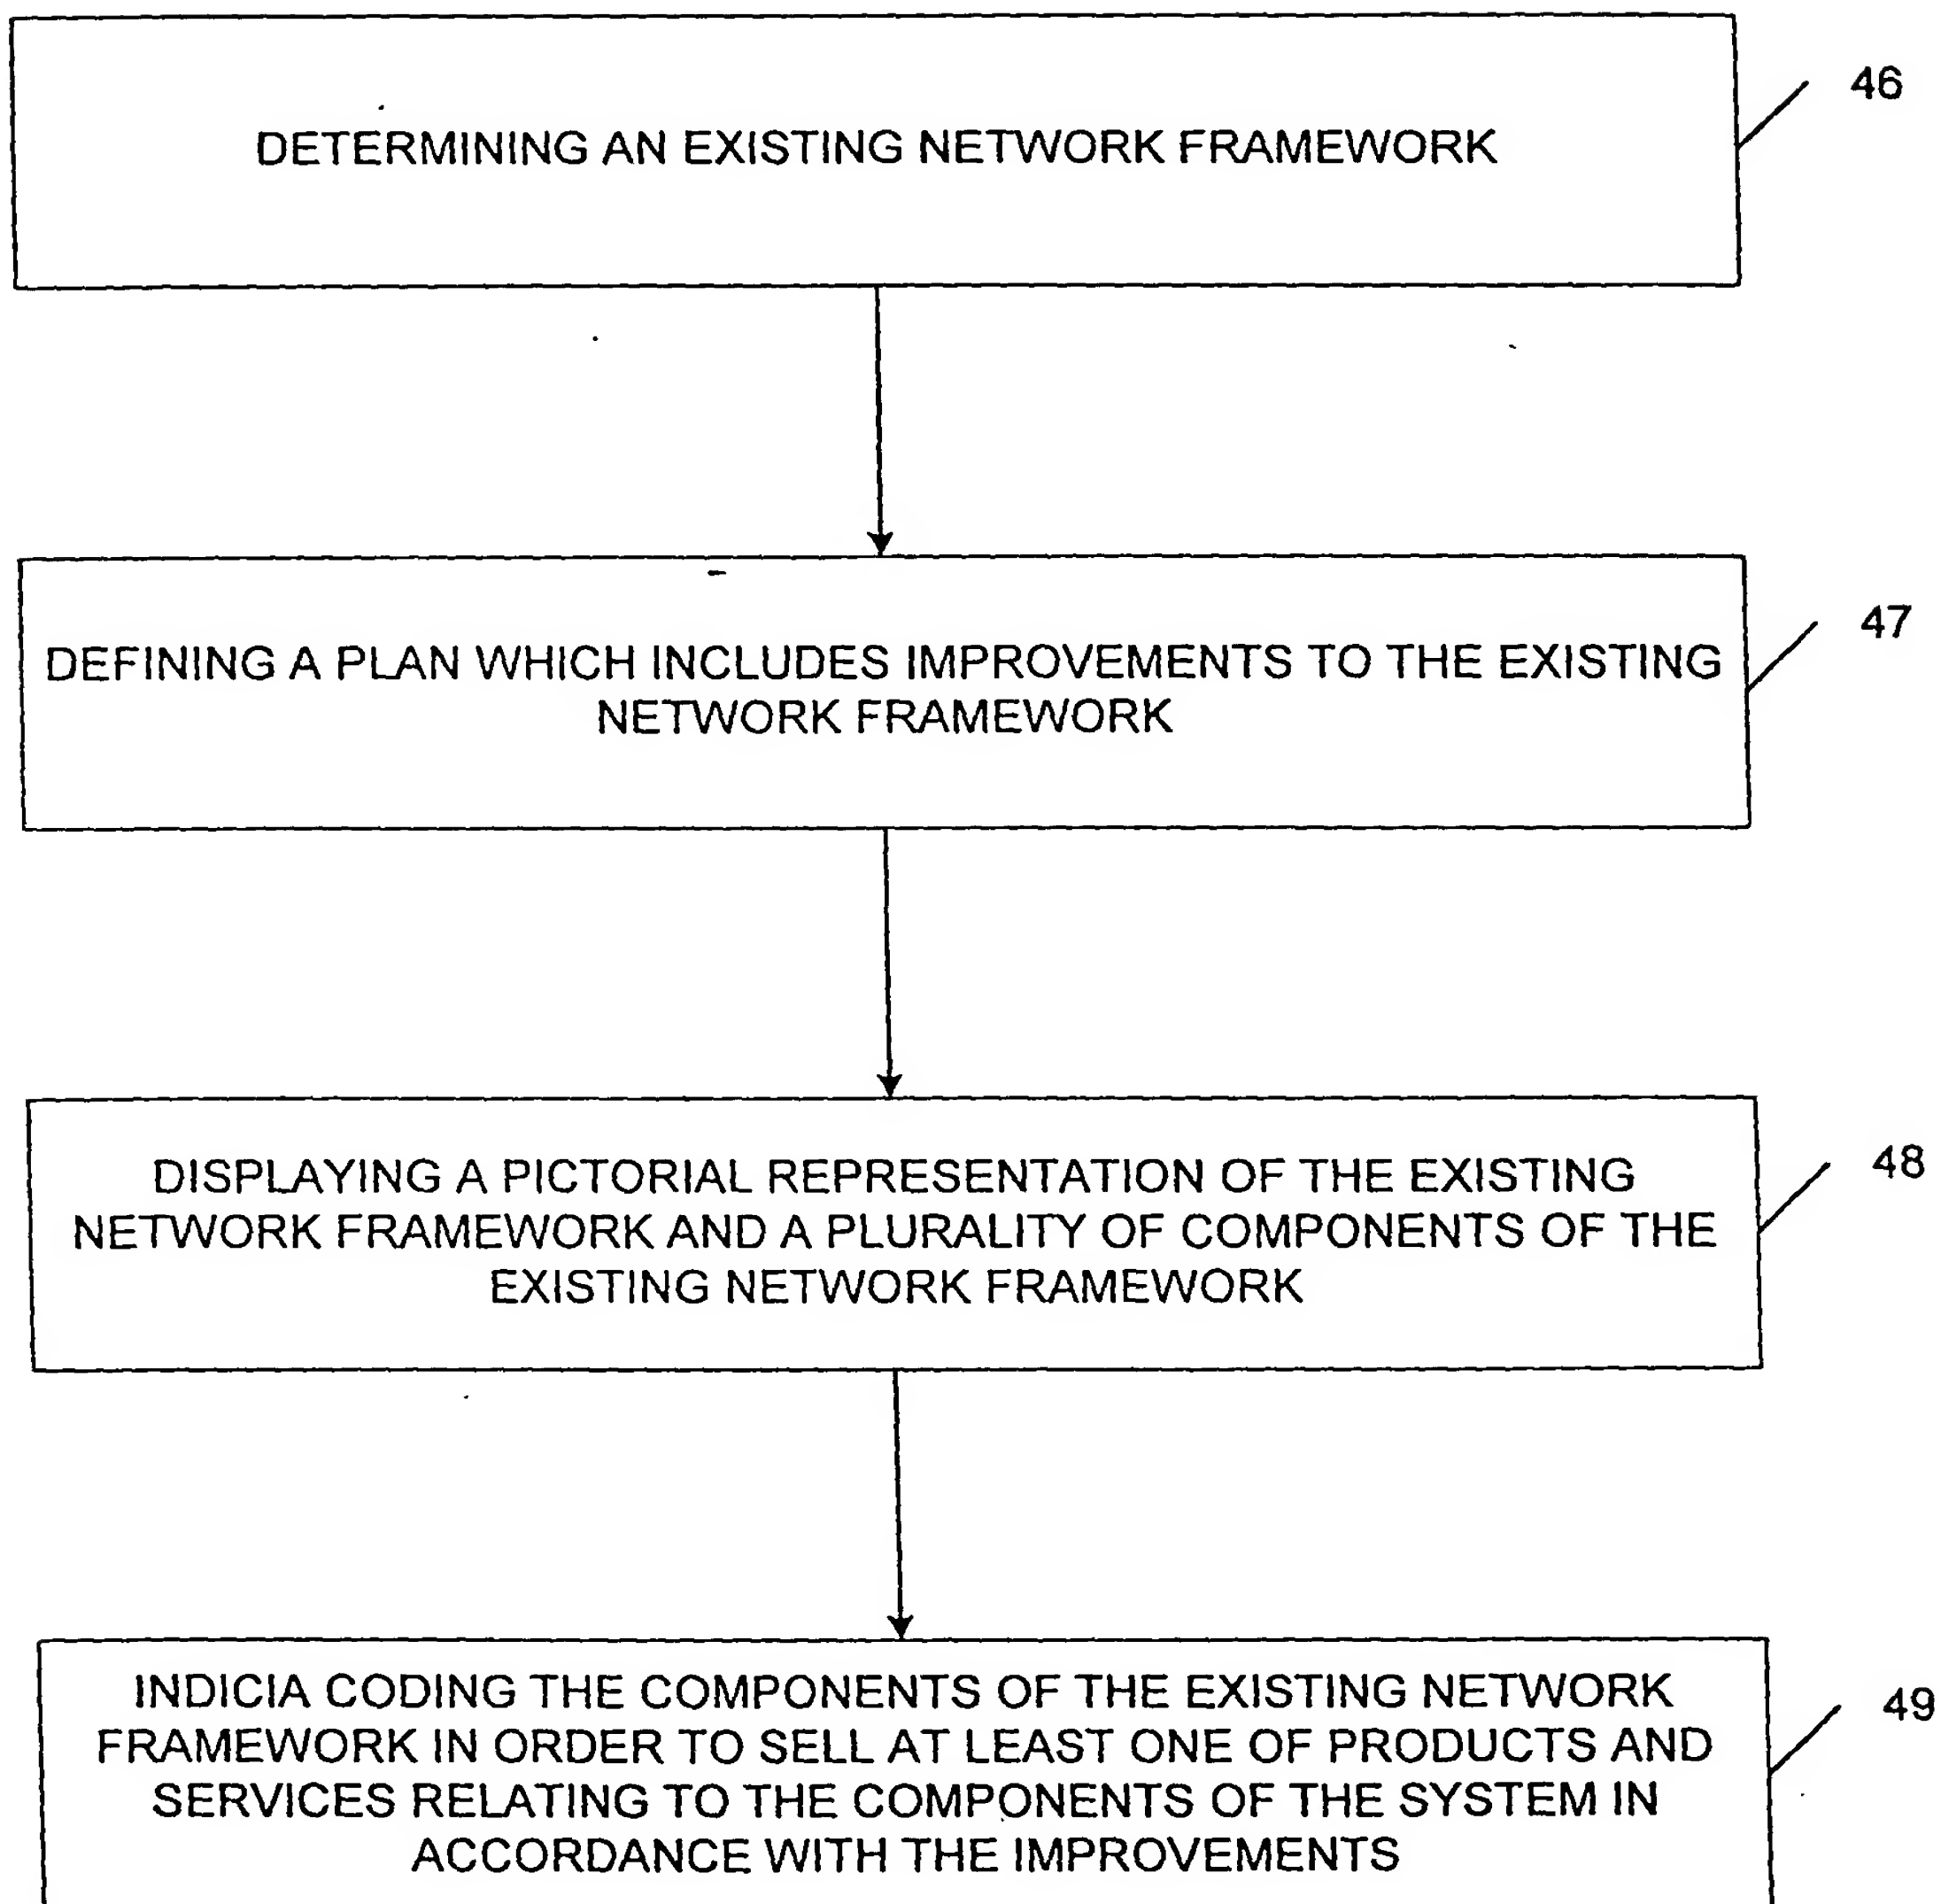 DETERMINING AN EXISTING NETWORK FRAMEWORK
46
DEFINING A PLAN WHICH INCLUDES IMPROVEMENTS TO THE EXISTING
NETWORK FRAMEWORK
47
DISPLAYING A PICTORIAL REPRESENTATION OF THE EXISTING
NETWORK FRAMEWORK AND A PLURALITY OF COMPONENTS OF THE
EXISTING NETWORK FRAMEWORK
48
INDICIA CODING THE COMPONENTS OF THE EXISTING NETWORK
FRAMEWORK IN ORDER TO SELL AT LEAST ONE OF PRODUCTS AND
SERVICES RELATING TO THE COMPONENTS OF THE SYSTEM IN
ACCORDANCE WITH THE IMPROVEMENTS
49